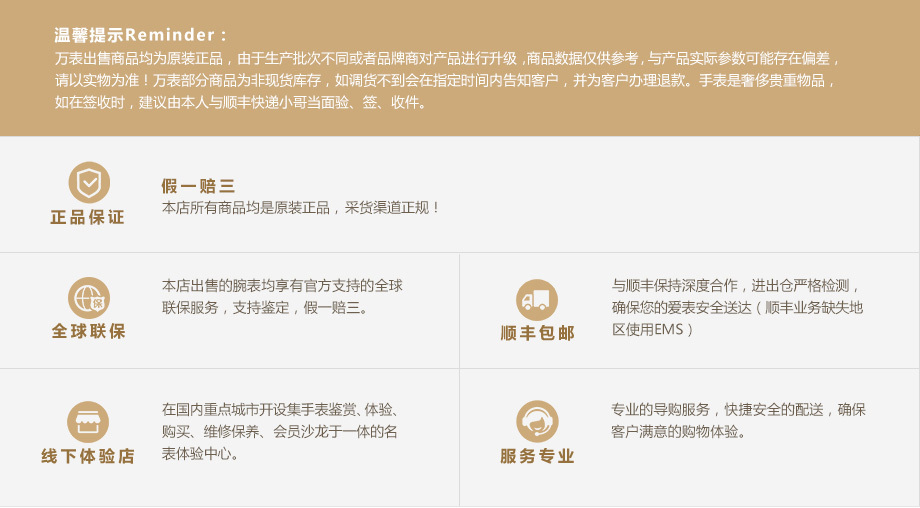 温馨提示Reminder：
万表出售商品均为原装正品，由于生产批次不同或者品牌商对产品进行升级，商品数据仅供参考，与产品实际参数可能存在偏差，
请以实物为准！万表部分商品为非现货库存，如调货不到会在指定时间内告知客户，并为客户办理退款。手表是奢侈贵重物品，
如在签收时，建议由本人与顺丰快递小哥当面验、签、收件。
正品保证
假一赔三
本店所有商品均是原装正品，采货渠道正规！
保
全球联保
本店出售的腕表均享有官方支持的全球
联保服务，支持鉴定，假一赔三。
顺丰包邮
与顺丰保持深度合作，进出仓严格检测，
确保您的爱表安全送达（顺丰业务缺失地
区使用EMS）
线下体验店
在国内重点城市开设集手表鉴赏、体验、
购买、维修保养、会员沙龙于一体的名
表体验中心。
服务专业
专业的导购服务，快捷安全的配送，确保
客户满意的购物体验。